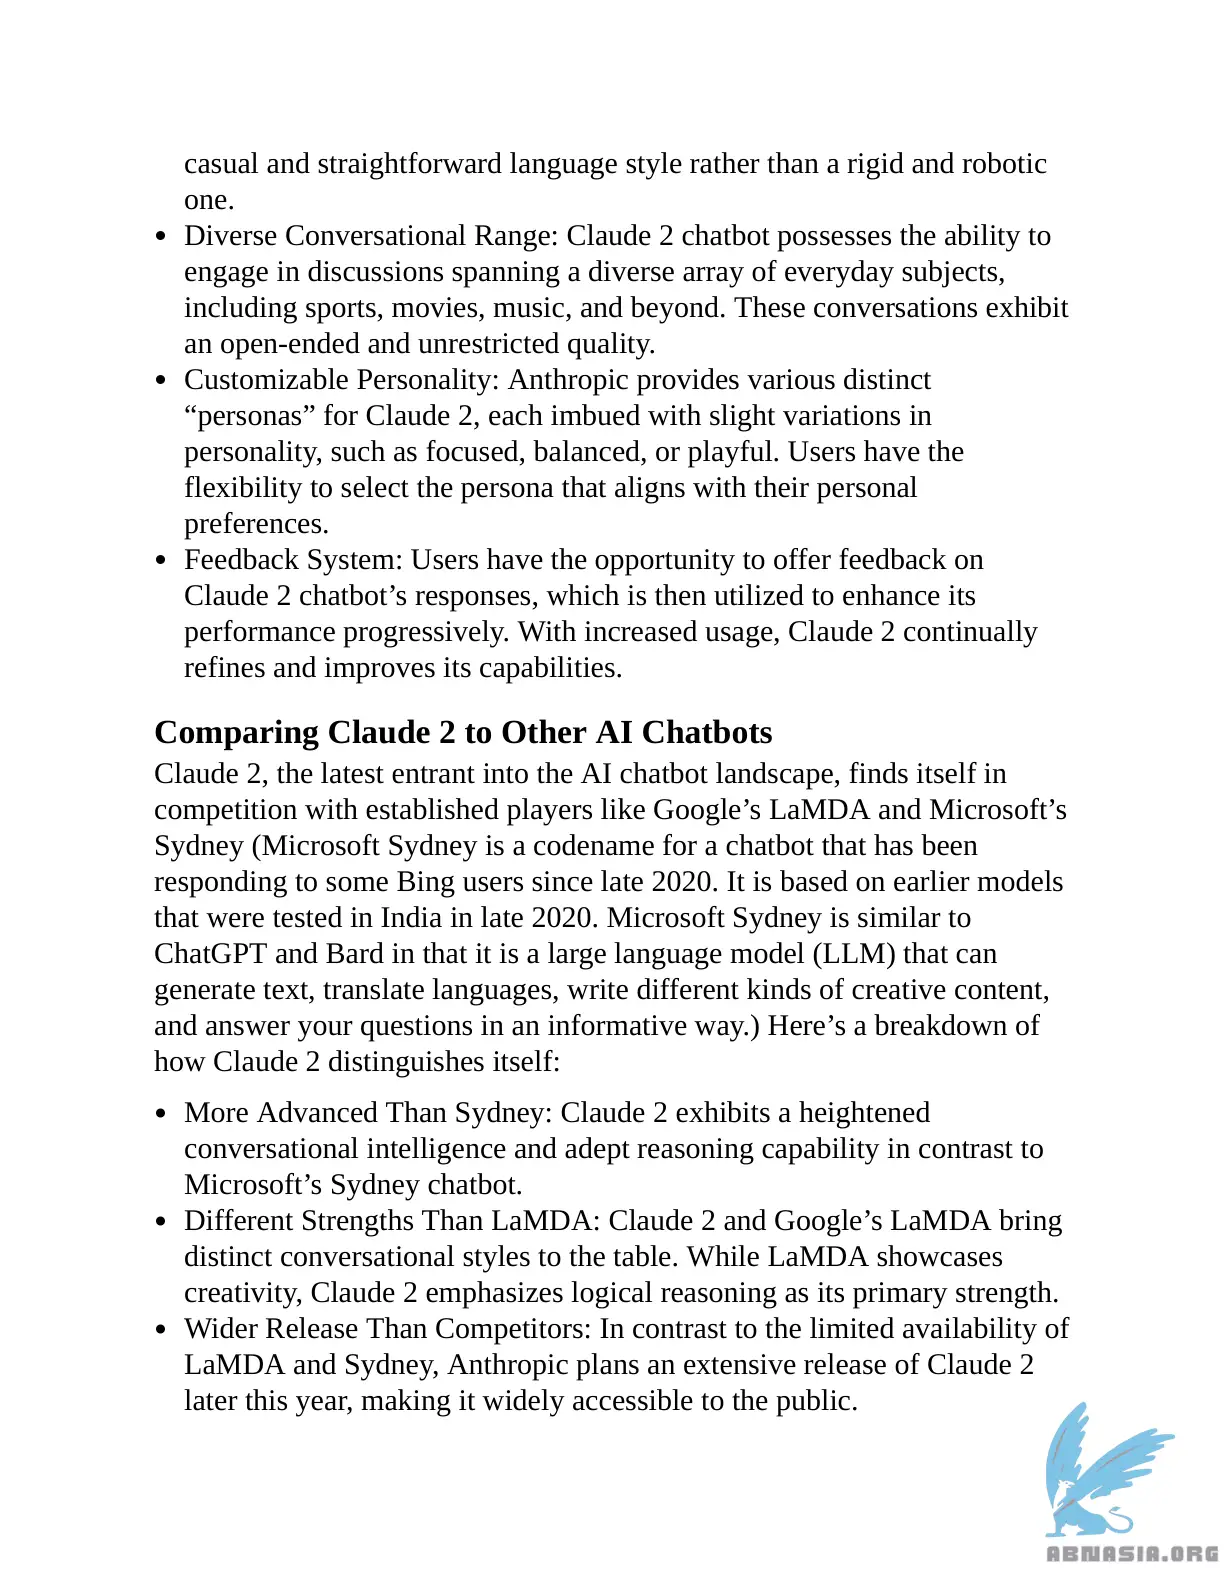 casual and straightforward language style rather than a rigid and robotic
one.
• Diverse Conversational Range: Claude 2 chatbot possesses the ability to
engage in discussions spanning a diverse array of everyday subjects,
including sports, movies, music, and beyond. These conversations exhibit
an open-ended and unrestricted quality.
• Customizable Personality: Anthropic provides various distinct
“personas” for Claude 2, each imbued with slight variations in
personality, such as focused, balanced, or playful. Users have the
flexibility to select the persona that aligns with their personal
preferences.
• Feedback System: Users have the opportunity to offer feedback on
Claude 2 chatbot’s responses, which is then utilized to enhance its
performance progressively. With increased usage, Claude 2 continually
refines and improves its capabilities.
Comparing Claude 2 to Other AI Chatbots
Claude 2, the latest entrant into the AI chatbot landscape, finds itself in
competition with established players like Google’s LaMDA and Microsoft’s
Sydney (Microsoft Sydney is a codename for a chatbot that has been
responding to some Bing users since late 2020. It is based on earlier models
that were tested in India in late 2020. Microsoft Sydney is similar to
ChatGPT and Bard in that it is a large language model (LLM) that can
generate text, translate languages, write different kinds of creative content,
and answer your questions in an informative way.) Here’s a breakdown of
how Claude 2 distinguishes itself:
• More Advanced Than Sydney: Claude 2 exhibits a heightened
conversational intelligence and adept reasoning capability in contrast to
Microsoft’s Sydney chatbot.
• Different Strengths Than LaMDA: Claude 2 and Google’s LaMDA bring
distinct conversational styles to the table. While LaMDA showcases
creativity, Claude 2 emphasizes logical reasoning as its primary strength.
• Wider Release Than Competitors: In contrast to the limited availability of
LaMDA and Sydney, Anthropic plans an extensive release of Claude 2
later this year, making it widely accessible to the public.
ABNASIA.ORG